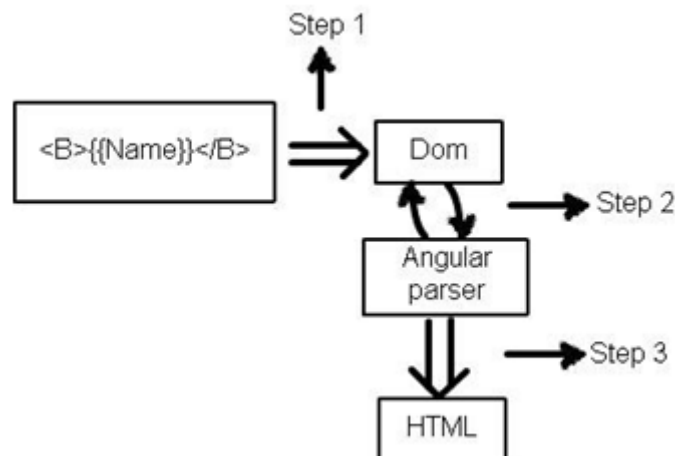 Step 1
<B>{{Name}}</B>
Dom
Step 2
Angular
parser
Step 3
HTML